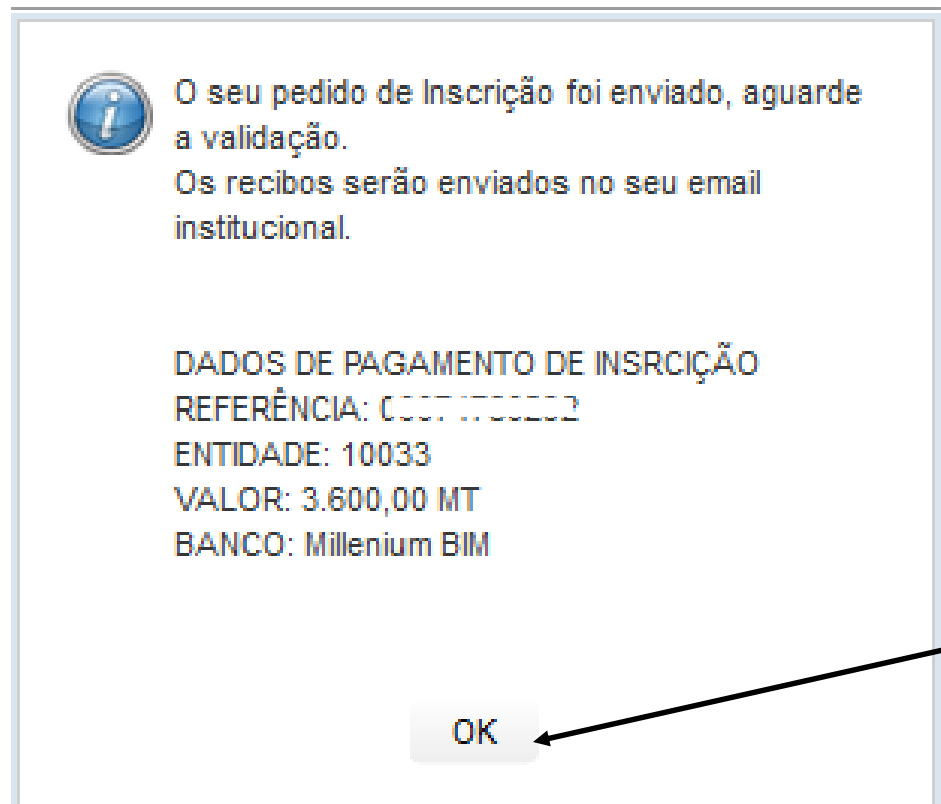 O seu pedido de Inscrição foi enviado, aguarde
a validação.
Os recibos serão enviados no seu email
institucional.
DADOS DE PAGAMENTO DE INSRCIÇÃO
REFERÊNCIA:
ENTIDADE: 10033
VALOR: 3.600,00 MT
BANCO: Millenium BIM
OK